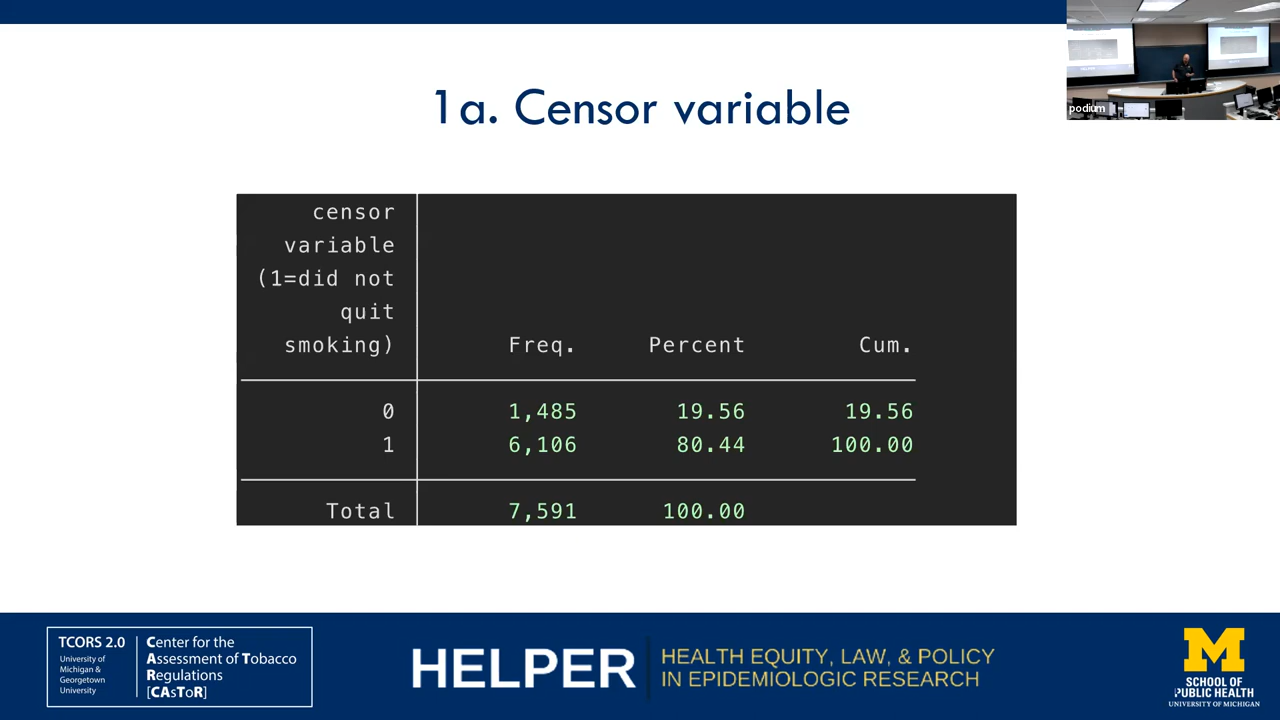 podium
1a. Censor variable
censor
variable
(1=did not
quit
smoking) Freq. Percent Cum.
0 1,485 19.56 19.56
1 6,106 80.44 100.00
Total 7,591 100.00
TCORS 2.0
University of
Michigan &
Georgetown
University
Center for the
Assessment of Tobacco
Regulations
[CAsToR]
HELPER
HEALTH EQUITY, LAW, & POLICY
IN EPIDEMIOLOGIC RESEARCH
M
SCHOOL OF
PUBLIC HEALTH
UNIVERSITY OF MICHIGAN